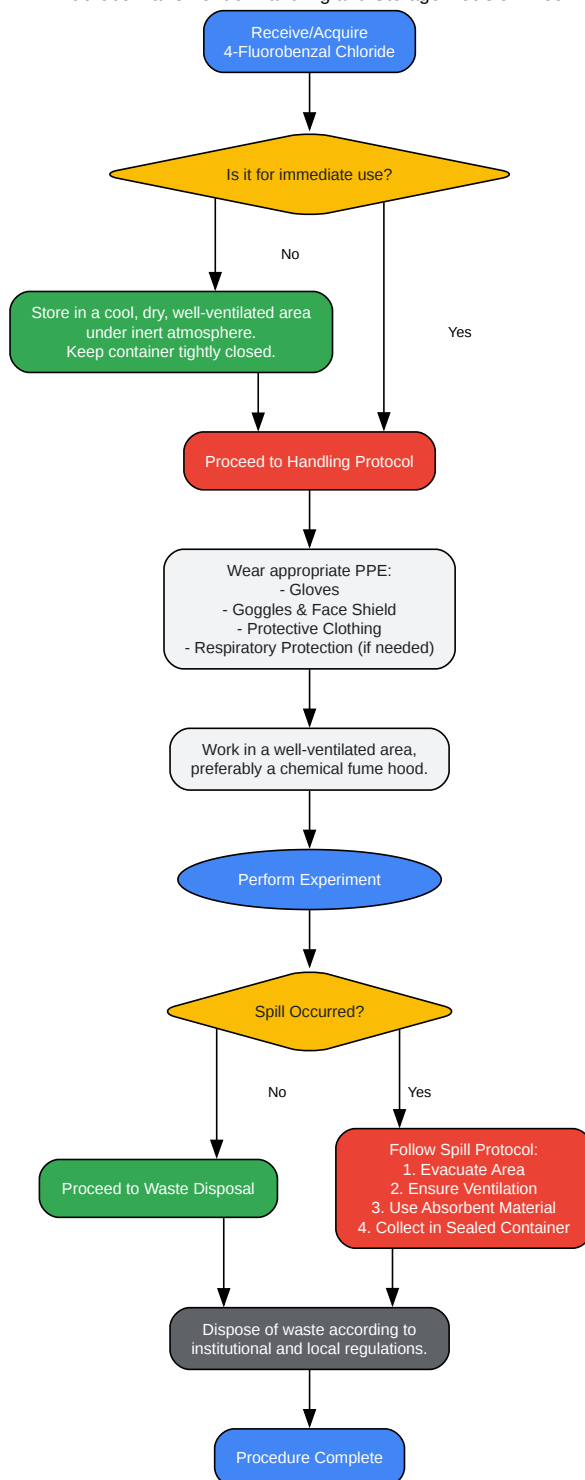 Receive/Acquire
4-Fluorobenzal Chloride
Is it for immediate use?
No
Store in a cool, dry, well-ventilated area
under inert atmosphere.
Keep container tightly closed.
Yes
Proceed to Handling Protocol
Wear appropriate PPE:
- Gloves
- Goggles & Face Shield
- Protective Clothing
- Respiratory Protection (if needed)
Work in a well-ventilated area,
preferably a chemical fume hood.
Perform Experiment
Spill Occurred?
No
Yes
Follow Spill Protocol:
1. Evacuate Area
2. Ensure Ventilation
3. Use Absorbent Material
4. Collect in Sealed Container
Proceed to Waste Disposal
Dispose of waste according to
institutional and local regulations.
Procedure Complete